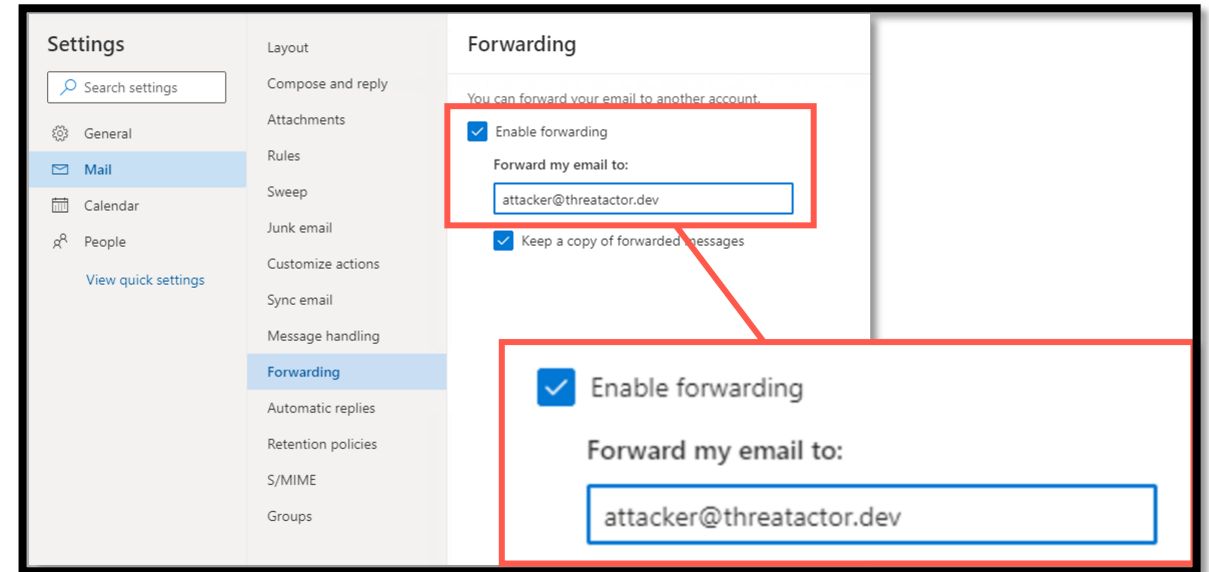 Settings
Search settings
General
Mail
Calendar
People
View quick settings
Layout
Compose and reply
Attachments
Rules
Sweep
Junk email
Customize actions
Sync email
Message handling
Forwarding
Automatic replies
Retention policies
S/MIME
Groups
Forwarding
You can forward your email to another account.
Enable forwarding
Forward my email to:
attacker@threatactor.dev
Keep a copy of forwarded messages
Enable forwarding
Forward my email to:
attacker@threatactor.dev